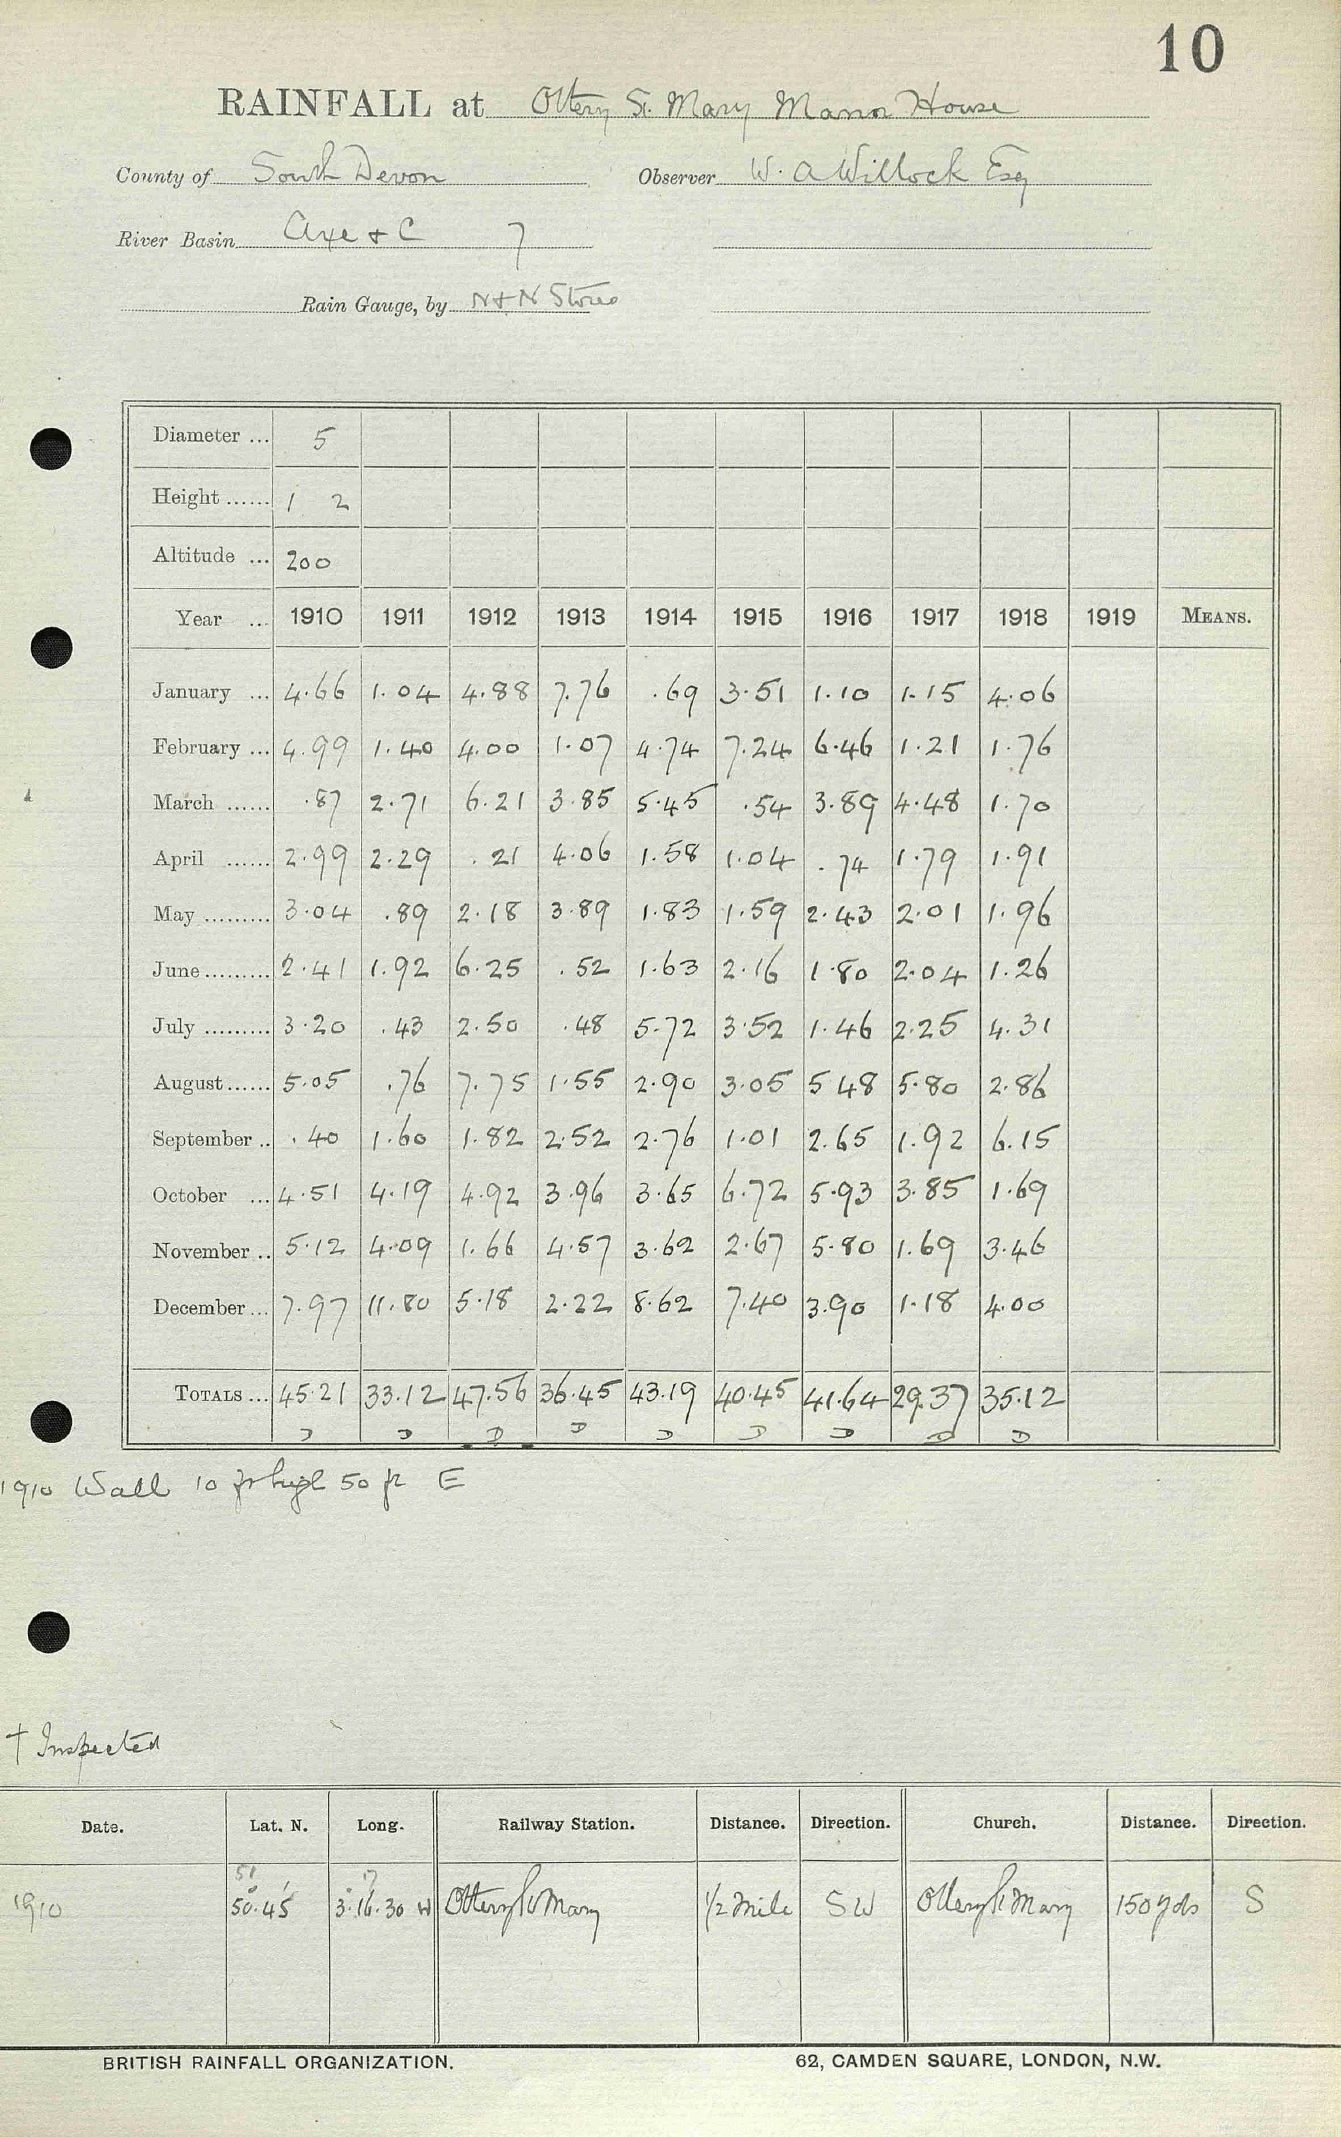 10
RAINFALL at Ottery St. Mary Manor House
County of South Devon Observer W. A Willock Esq
River Basin Axe & C 7
Rain Gauge, by N & N Stores
Diameter ... 5
Height ...... 1 2
Altitude ... 200
Year ... 1910 1911 1912 1913 1914 1915 1916 1917 1918 1919 MEANS.
January ... 4.66 1.04 4.88 7.76 .69 3.51 1.10 1.15 4.06
February ... 4.99 1.40 4.00 1.07 4.74 7.24 6.46 1.21 1.76
March ...... .87 2.71 6.21 3.85 5.45 .54 3.89 4.48 1.70
April ...... 2.99 2.29 .21 4.06 1.58 1.04 .74 1.79 1.91
May ......... 3.04 .89 2.18 3.89 1.83 1.59 2.43 2.01 1.96
June ......... 2.41 1.92 6.25 .52 1.63 2.16 1.80 2.04 1.26
July ......... 3.20 .43 2.50 .48 5.72 3.52 1.46 2.25 4.31
August ...... 5.05 .76 7.75 1.55 2.90 3.05 5 48 5.80 2.86
September .. .40 1.60 1.82 2.52 2.76 1.01 2.65 1.92 6.15
October ... 4.51 4.19 4.92 3.96 3.65 6.72 5.93 3.85 1.69
November .. 5.12 4.09 1.66 4.57 3.62 2.67 5.80 1.69 3.46
December ... 7.97 11.80 5.18 2.22 8.62 7.40 3.90 1.18 4.00
TOTALS ... 45.21 33.12 47.56 36.45 43.19 40.45 41.64 29.37 35.12
D D D D D D D D D
1910 Wall 10 ft high 50 ft E
† Inspected
Date. Lat. N. Long. Railway Station. Distance. Direction. Church. Distance. Direction.
51 17
1910 50°.45' 3°.16.30 W Ottery St Mary 1/2 Mile SW Ottery St Mary 150 yds S
BRITISH RAINFALL ORGANIZATION. 62, CAMDEN SQUARE, LONDON, N.W.